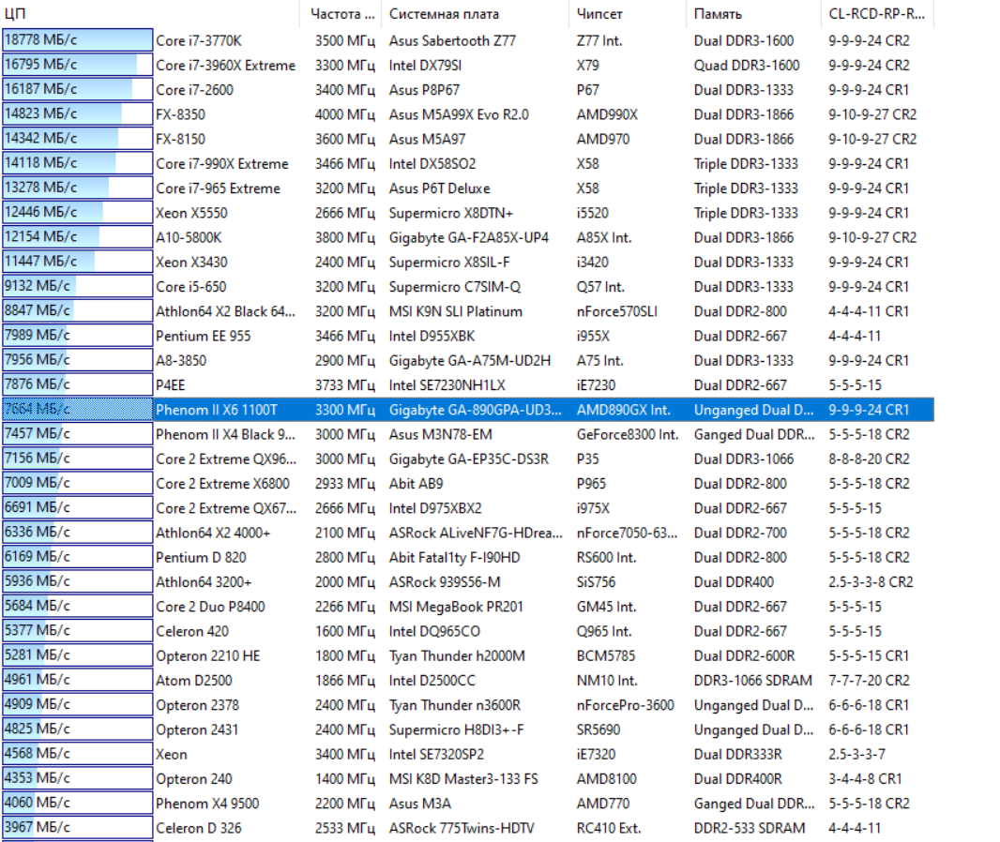 ЦП Частота ... Системная плата Чипсет Память CL-RCD-RP-R...
18778 МБ/с Core i7-3770K 3500 МГц Asus Sabertooth Z77 Z77 Int. Dual DDR3-1600 9-9-9-24 CR2
16795 МБ/с Core i7-3960X Extreme 3300 МГц Intel DX79SI X79 Quad DDR3-1600 9-9-9-24 CR2
16187 МБ/с Core i7-2600 3400 МГц Asus P8P67 P67 Dual DDR3-1333 9-9-9-24 CR1
14823 МБ/с FX-8350 4000 МГц Asus M5A99X Evo R2.0 AMD990X Dual DDR3-1866 9-10-9-27 CR2
14342 МБ/с FX-8150 3600 МГц Asus M5A97 AMD970 Dual DDR3-1866 9-10-9-27 CR2
14118 МБ/с Core i7-990X Extreme 3466 МГц Intel DX58SO2 X58 Triple DDR3-1333 9-9-9-24 CR1
13278 МБ/с Core i7-965 Extreme 3200 МГц Asus P6T Deluxe X58 Triple DDR3-1333 9-9-9-24 CR1
12446 МБ/с Xeon X5550 2666 МГц Supermicro X8DTN+ i5520 Triple DDR3-1333 9-9-9-24 CR1
12154 МБ/с A10-5800K 3800 МГц Gigabyte GA-F2A85X-UP4 A85X Int. Dual DDR3-1866 9-10-9-27 CR2
11447 МБ/с Xeon X3430 2400 МГц Supermicro X8SIL-F i3420 Dual DDR3-1333 9-9-9-24 CR1
9132 МБ/с Core i5-650 3200 МГц Supermicro C7SIM-Q Q57 Int. Dual DDR3-1333 9-9-9-24 CR1
8847 МБ/с Athlon64 X2 Black 64... 3200 МГц MSI K9N SLI Platinum nForce570SLI Dual DDR2-800 4-4-4-11 CR1
7989 МБ/с Pentium EE 955 3466 МГц Intel D955XBK i955X Dual DDR2-667 4-4-4-11
7956 МБ/с A8-3850 2900 МГц Gigabyte GA-A75M-UD2H A75 Int. Dual DDR3-1333 9-9-9-24 CR1
7876 МБ/с P4EE 3733 МГц Intel SE7230NH1LX iE7230 Dual DDR2-667 5-5-5-15
7664 МБ/с Phenom II X6 1100T 3300 МГц Gigabyte GA-890GPA-UD3... AMD890GX Int. Unganged Dual D... 9-9-9-24 CR1
7457 МБ/с Phenom II X4 Black 9... 3000 МГц Asus M3N78-EM GeForce8300 Int. Ganged Dual DDR... 5-5-5-18 CR2
7156 МБ/с Core 2 Extreme QX96... 3000 МГц Gigabyte GA-EP35C-DS3R P35 Dual DDR3-1066 8-8-8-20 CR2
7009 МБ/с Core 2 Extreme X6800 2933 МГц Abit AB9 P965 Dual DDR2-800 5-5-5-18 CR2
6691 МБ/с Core 2 Extreme QX67... 2666 МГц Intel D975XBX2 i975X Dual DDR2-667 5-5-5-15
6336 МБ/с Athlon64 X2 4000+ 2100 МГц ASRock ALiveNF7G-HDrea... nForce7050-63... Dual DDR2-700 5-5-5-18 CR2
6169 МБ/с Pentium D 820 2800 МГц Abit Fatal1ty F-I90HD RS600 Int. Dual DDR2-800 5-5-5-18 CR2
5936 МБ/с Athlon64 3200+ 2000 МГц ASRock 939S56-M SiS756 Dual DDR400 2.5-3-3-8 CR2
5684 МБ/с Core 2 Duo P8400 2266 МГц MSI MegaBook PR201 GM45 Int. Dual DDR2-667 5-5-5-15
5377 МБ/с Celeron 420 1600 МГц Intel DQ965CO Q965 Int. Dual DDR2-667 5-5-5-15
5281 МБ/с Opteron 2210 HE 1800 МГц Tyan Thunder h2000M BCM5785 Dual DDR2-600R 5-5-5-15 CR1
4961 МБ/с Atom D2500 1866 МГц Intel D2500CC NM10 Int. DDR3-1066 SDRAM 7-7-7-20 CR2
4909 МБ/с Opteron 2378 2400 МГц Tyan Thunder n3600R nForcePro-3600 Unganged Dual D... 6-6-6-18 CR1
4825 МБ/с Opteron 2431 2400 МГц Supermicro H8DI3+-F SR5690 Unganged Dual D... 6-6-6-18 CR1
4568 МБ/с Xeon 3400 МГц Intel SE7320SP2 iE7320 Dual DDR333R 2.5-3-3-7
4353 МБ/с Opteron 240 1400 МГц MSI K8D Master3-133 FS AMD8100 Dual DDR400R 3-4-4-8 CR1
4060 МБ/с Phenom X4 9500 2200 МГц Asus M3A AMD770 Ganged Dual DDR... 5-5-5-18 CR2
3967 МБ/с Celeron D 326 2533 МГц ASRock 775Twins-HDTV RC410 Ext. DDR2-533 SDRAM 4-4-4-11